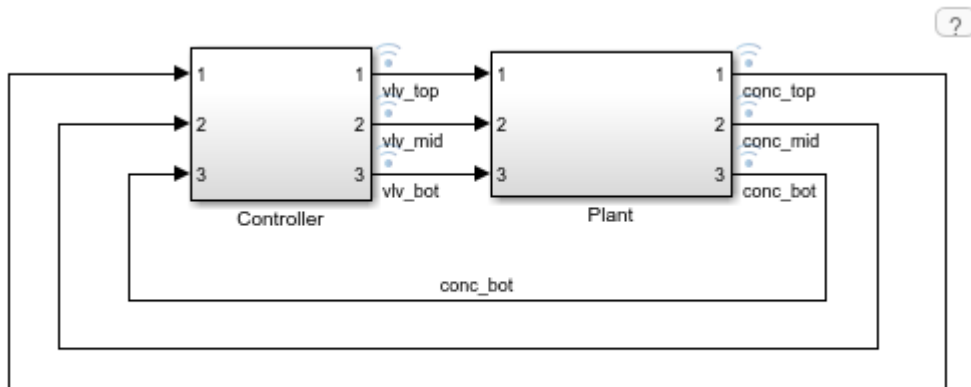 ?
1 1 1 1
vlv_top conc_top
2 2 2 2
vlv_mid conc_mid
3 3 3 3
vlv_bot conc_bot
Controller Plant
conc_bot